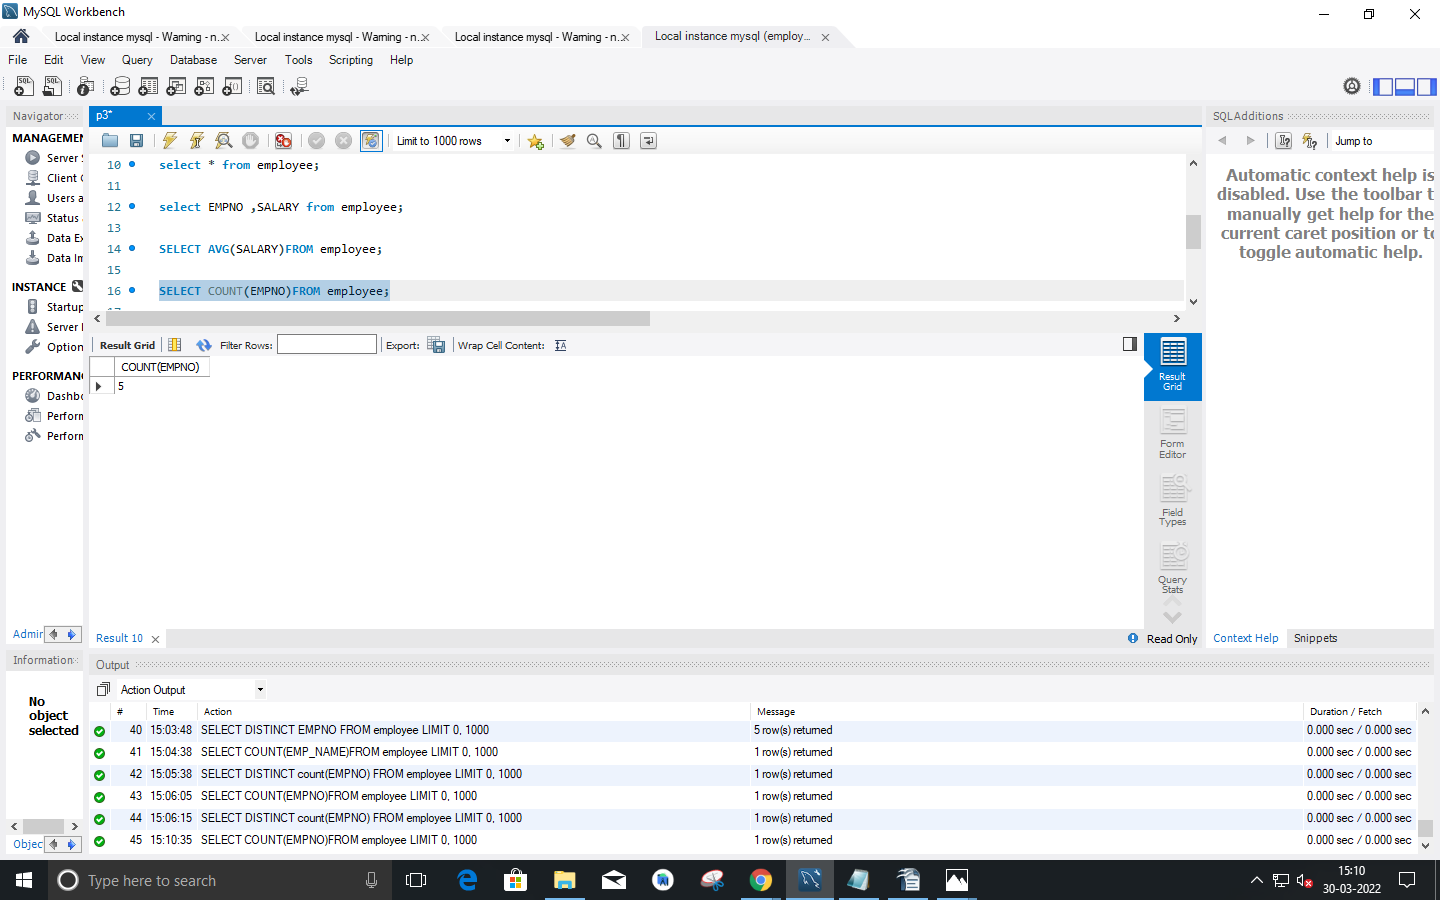 MySQL Workbench
Local instance mysql - Warning - n...
Local instance mysql - Warning - n...
Local instance mysql - Warning - n...
Local instance mysql (employ...
File Edit View Query Database Server Tools Scripting Help
Navigator
p3*
SQLAdditions
MANAGEMEN
Server S
Client C
Users a
Status
Data Ex
Data Im
INSTANCE
Startup
Server L
Option
PERFORMAN
Dashbo
Perforn
Perforn
Limit to 1000 rows
Jump to
10 select * from employee;
11
12 select EMPNO ,SALARY from employee;
13
14 SELECT AVG(SALARY)FROM employee;
15
16 SELECT COUNT(EMPNO)FROM employee;
17
Automatic context help is
disabled. Use the toolbar t
manually get help for the
current caret position or to
toggle automatic help.
Result Grid Filter Rows: Export: Wrap Cell Content:
COUNT(EMPNO)
5
Result
Grid
Form
Editor
Field
Types
Query
Stats
Admir
Result 10
Read Only
Context Help Snippets
Information
No
object
selected
Objec
Output
Action Output
# Time Action Message Duration / Fetch
40 15:03:48 SELECT DISTINCT EMPNO FROM employee LIMIT 0, 1000 5 row(s) returned 0.000 sec / 0.000 sec
41 15:04:38 SELECT COUNT(EMP_NAME)FROM employee LIMIT 0, 1000 1 row(s) returned 0.000 sec / 0.000 sec
42 15:05:38 SELECT DISTINCT count(EMPNO) FROM employee LIMIT 0, 1000 1 row(s) returned 0.000 sec / 0.000 sec
43 15:06:05 SELECT COUNT(EMPNO)FROM employee LIMIT 0, 1000 1 row(s) returned 0.000 sec / 0.000 sec
44 15:06:15 SELECT DISTINCT count(EMPNO) FROM employee LIMIT 0, 1000 1 row(s) returned 0.000 sec / 0.000 sec
45 15:10:35 SELECT COUNT(EMPNO)FROM employee LIMIT 0, 1000 1 row(s) returned 0.000 sec / 0.000 sec
Type here to search
15:10
30-03-2022